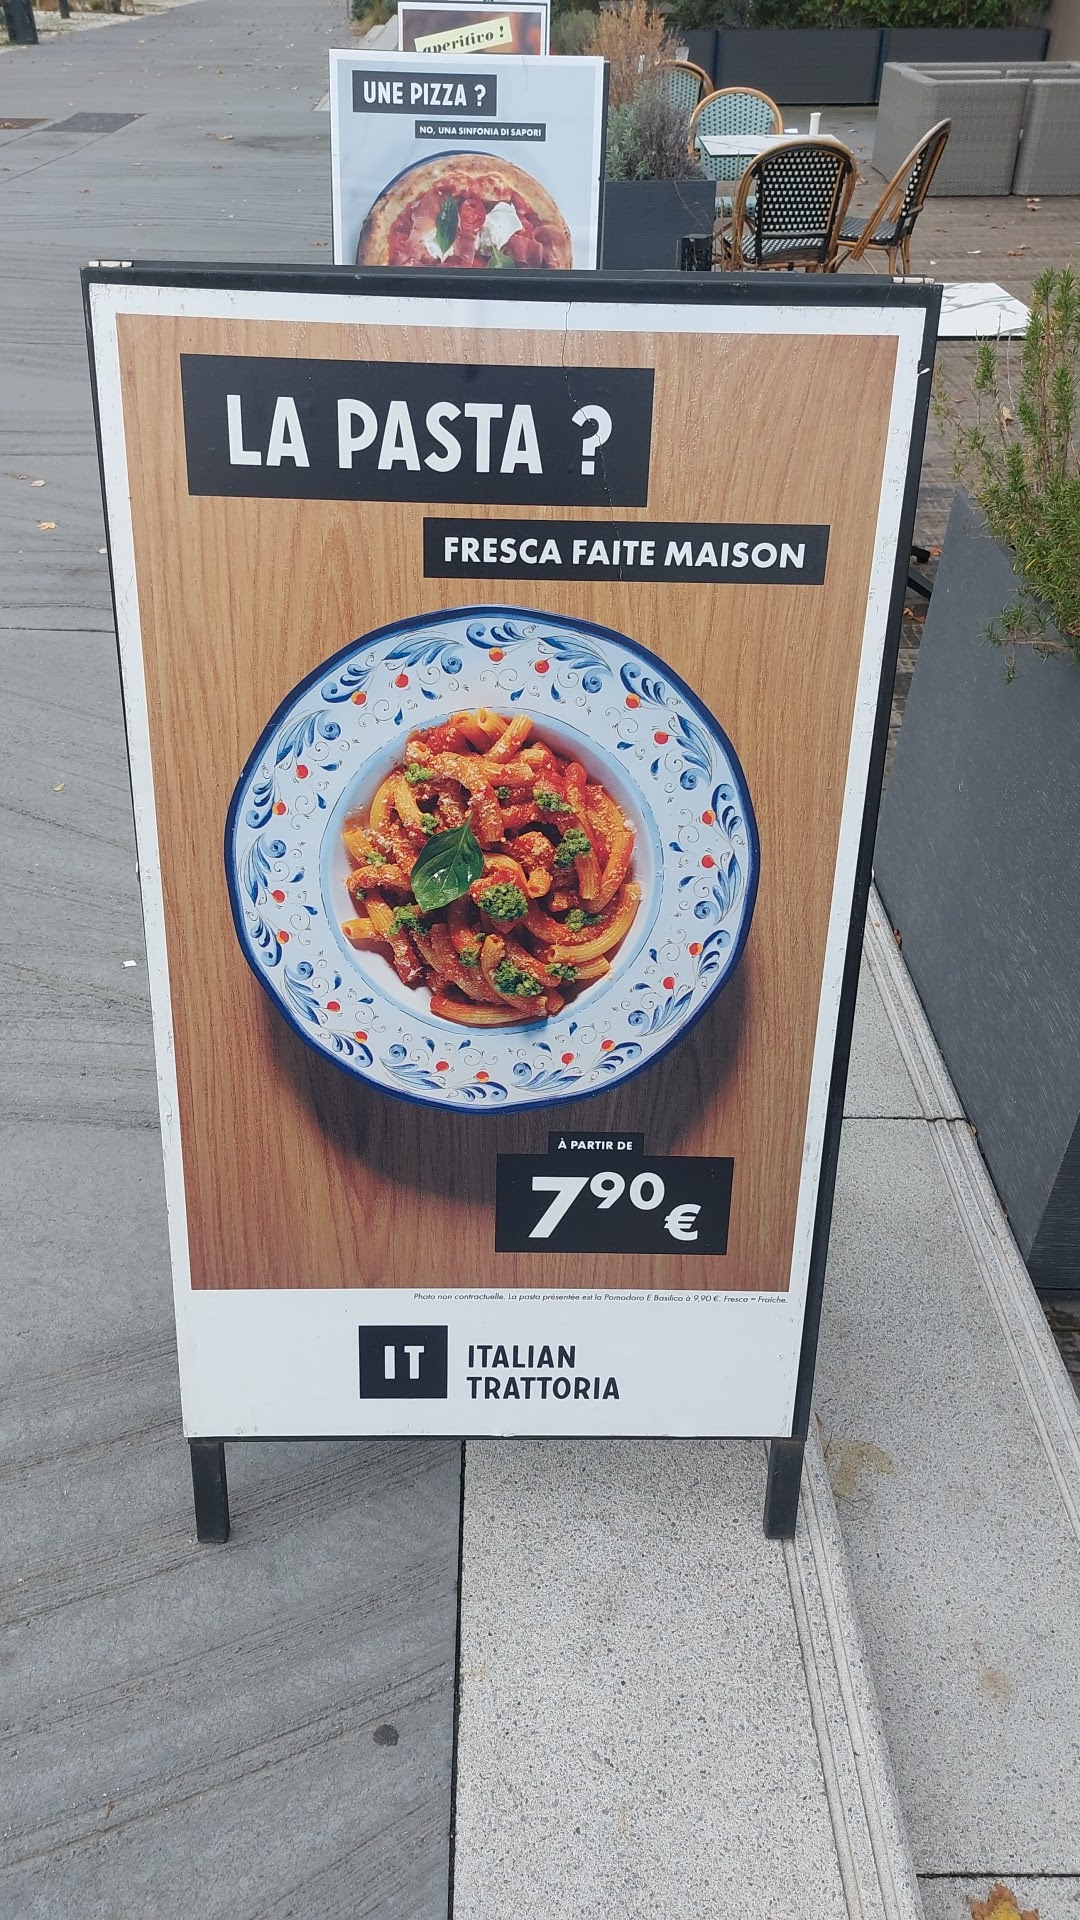 aperitivo !
UNE PIZZA ?
NO, UNA SINFONIA DI SAPORI
LA PASTA ?
FRESCA FAITE MAISON
À PARTIR DE
7⁹⁰€
Photo non contractuelle. La pasta présentée est la Pomodoro E Basilico à 9,90 €. Fresca = Fraîche.
IT ITALIAN
TRATTORIA